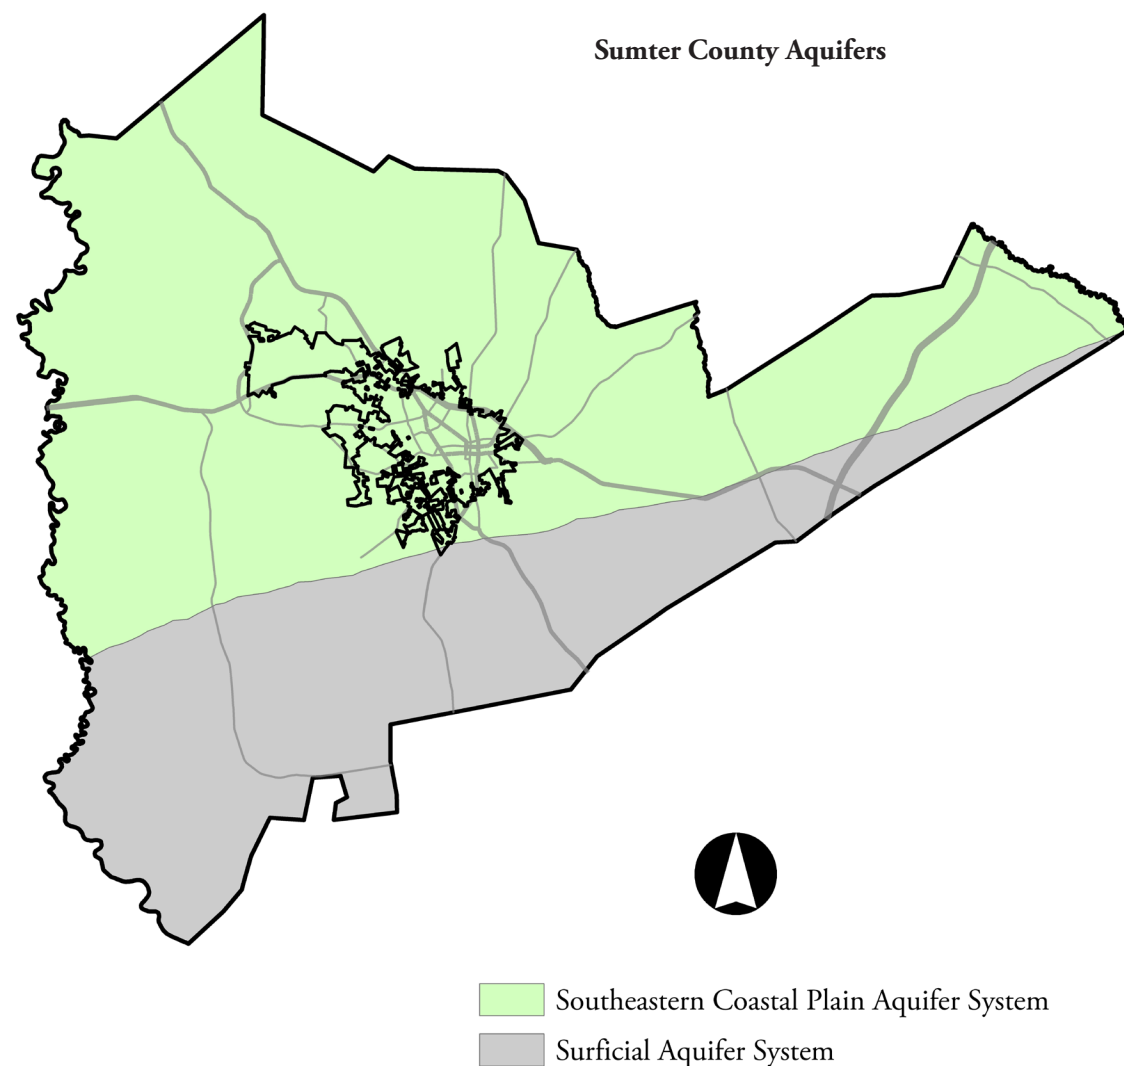 Sumter County Aquifers
Southeastern Coastal Plain Aquifer System
Surficial Aquifer System